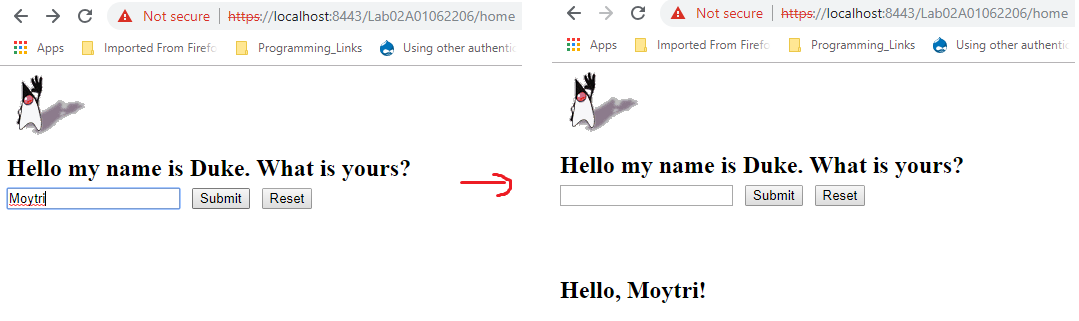 Not secure | https://localhost:8443/Lab02A01062206/home
Apps Imported From Firefo Programming_Links Using other authentic
Hello my name is Duke. What is yours?
Moytri Submit Reset
Not secure | https://localhost:8443/Lab02A01062206/home
Apps Imported From Firefo Programming_Links Using other authentic
Hello my name is Duke. What is yours?
Submit Reset
Hello, Moytri!